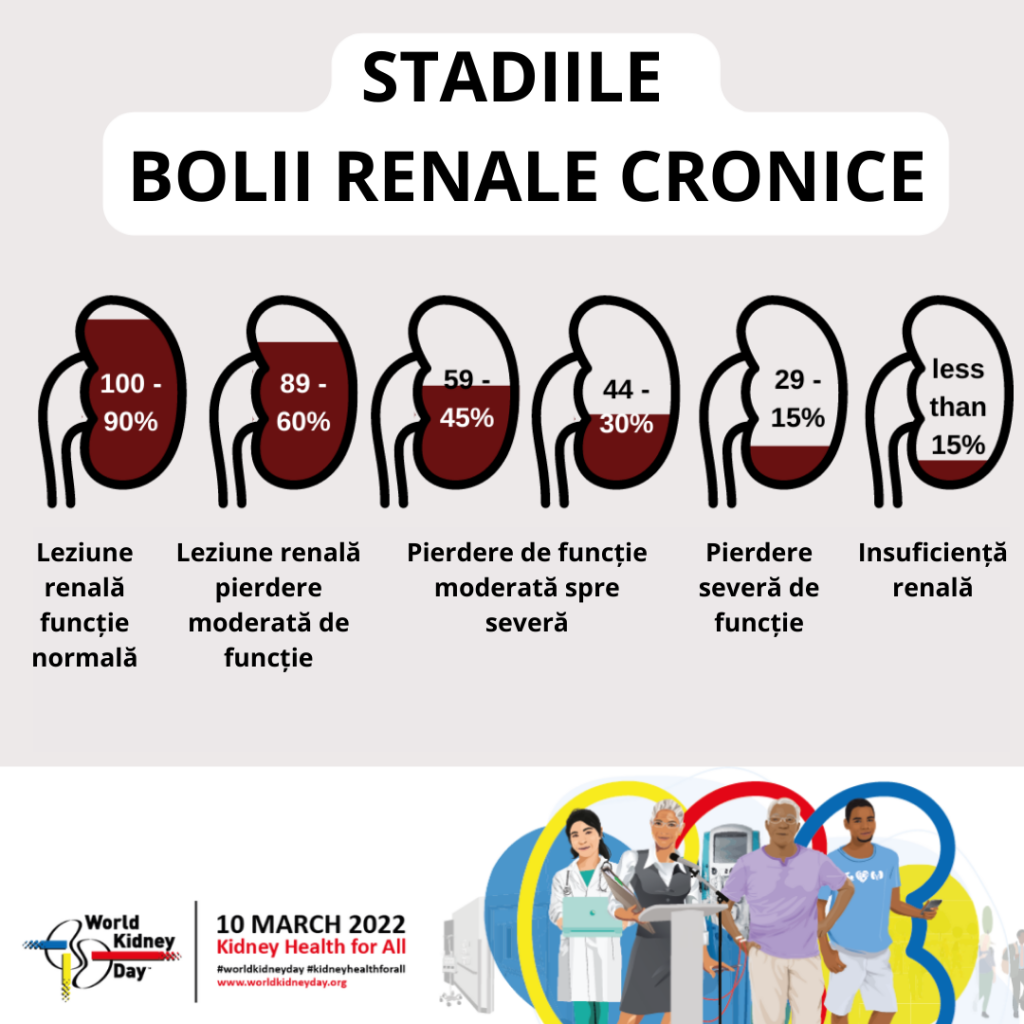 STADIILE
BOLII RENALE CRONICE
100 -
90%
89 -
60%
59 -
45%
44 -
30%
29 -
15%
less
than
15%
Leziune
renală
funcție
normală
Leziune renală
pierdere
moderată de
funcție
Pierdere de funcție
moderată spre
severă
Pierdere
severă de
funcție
Insuficiență
renală
World
Kidney
Day™
10 MARCH 2022
Kidney Health for All
#worldkidneyday #kidneyhealthforall
www.worldkidneyday.org